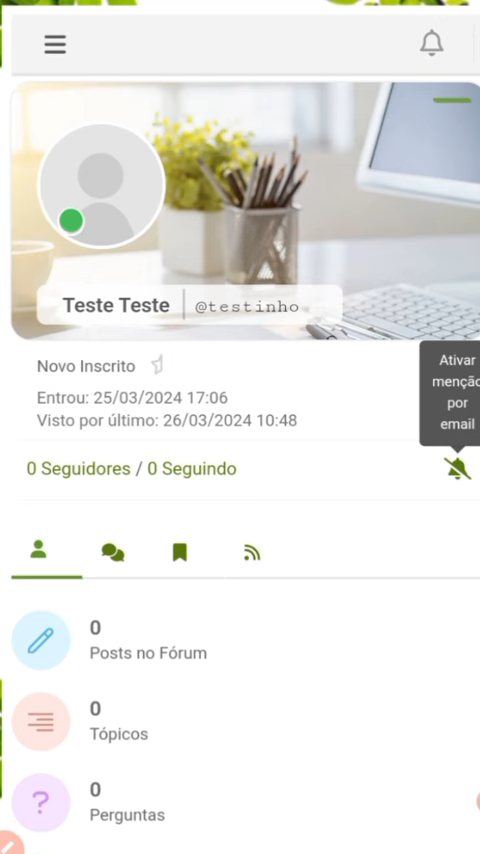 Teste Teste @testinho
Novo Inscrito
Entrou: 25/03/2024 17:06
Visto por último: 26/03/2024 10:48
Ativar
menção
por
email
0 Seguidores / 0 Seguindo
0
Posts no Fórum
0
Tópicos
0
Perguntas